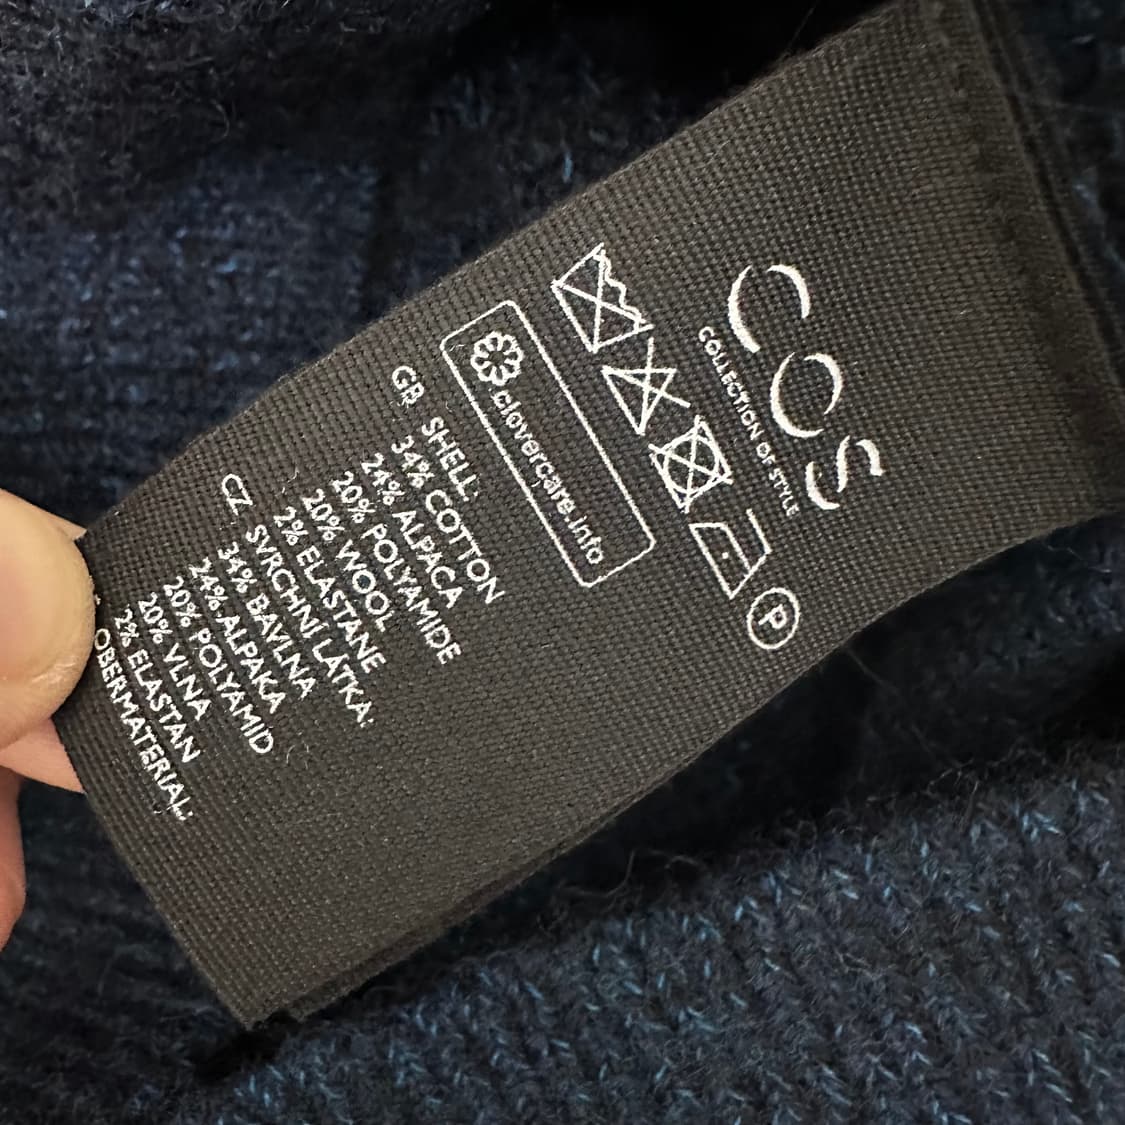 COS
COLLECTION OF STYLE
P
clovercare.info
GB SHELL:
34% COTTON
24% ALPACA
20% POLYAMIDE
20% WOOL
2% ELASTANE
CZ SVRCHNÍ LÁTKA:
34% BAVLNA
24% ALPAKA
20% POLYAMID
20% VLNA
2% ELASTAN
OBERMATERIAL: